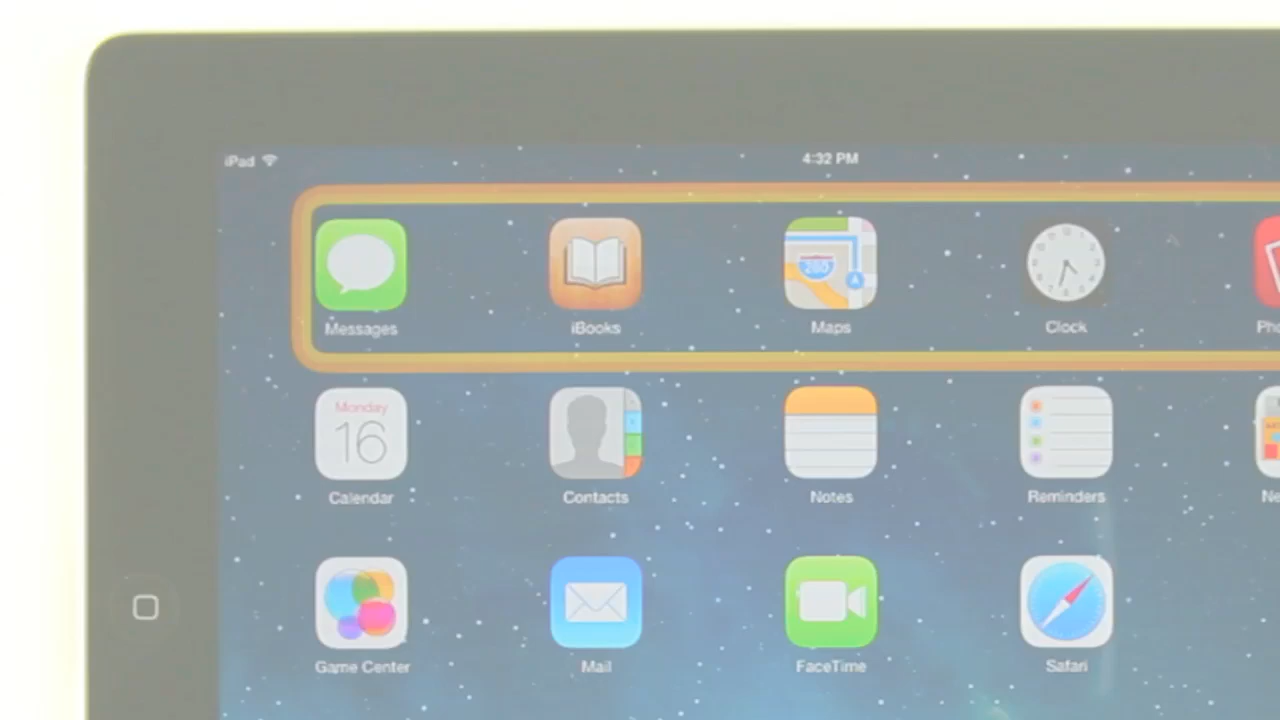 iPad 4:32 PM
Messages iBooks Maps Clock
280
Monday
16
Calendar Contacts Notes Reminders
Game Center Mail FaceTime Safari